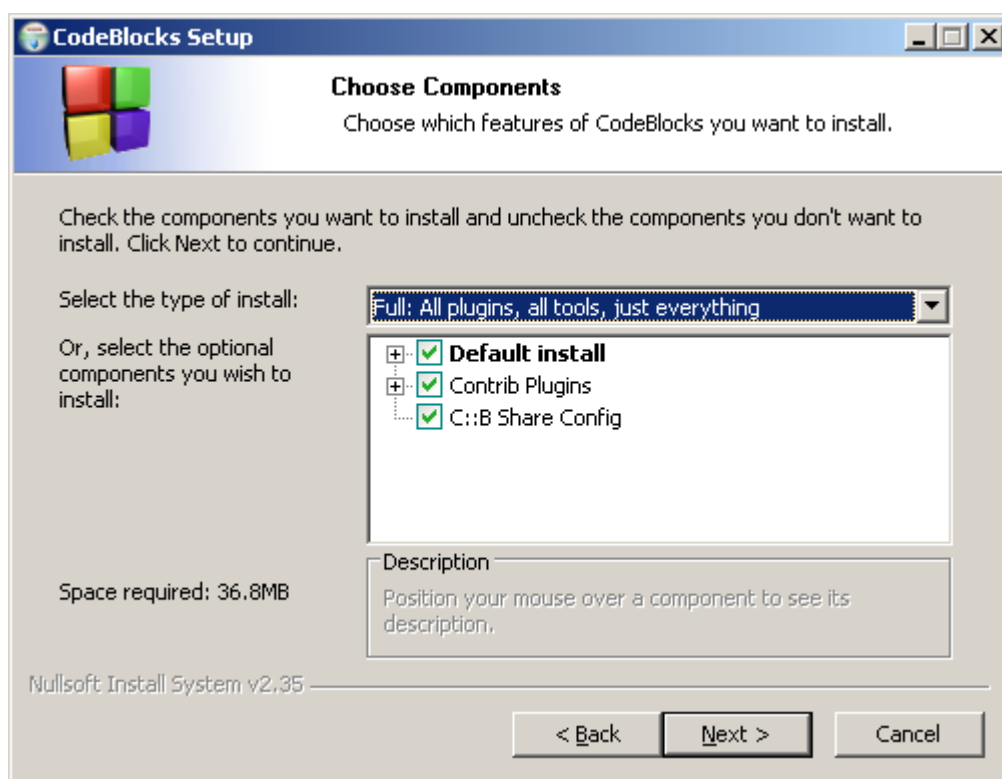 CodeBlocks Setup
Choose Components
Choose which features of CodeBlocks you want to install.
Check the components you want to install and uncheck the components you don't want to
install. Click Next to continue.
Select the type of install:
Full: All plugins, all tools, just everything
Or, select the optional
components you wish to
install:
Default install
Contrib Plugins
C::B Share Config
Space required: 36.8MB
Description
Position your mouse over a component to see its
description.
Nullsoft Install System v2.35
< Back
Next >
Cancel